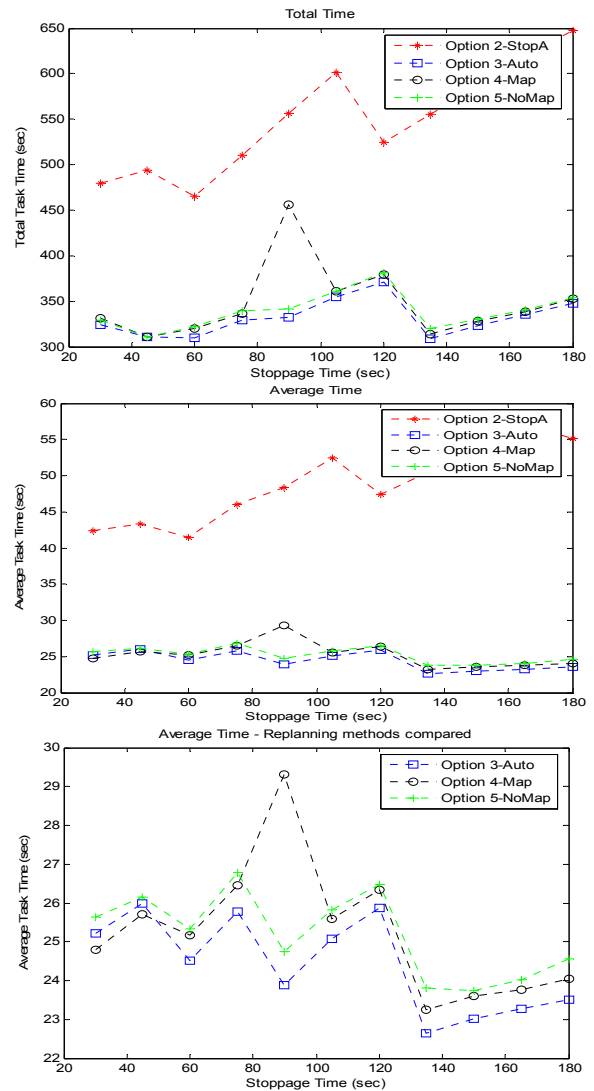 Total Time
650
600
550
500
450
400
350
300
20 40 60 80 100 120 140 160 180
Total Task Time (sec)
Stoppage Time (sec)
Option 2-StopA
Option 3-Auto
Option 4-Map
Option 5-NoMap
Average Time
60
55
50
45
40
35
30
25
20
20 40 60 80 100 120 140 160 180
Average Task Time (sec)
Stoppage Time (sec)
Option 2-StopA
Option 3-Auto
Option 4-Map
Option 5-NoMap
Average Time - Replanning methods compared
30
29
28
27
26
25
24
23
22
20 40 60 80 100 120 140 160 180
Average Task Time (sec)
Stoppage Time (sec)
Option 3-Auto
Option 4-Map
Option 5-NoMap